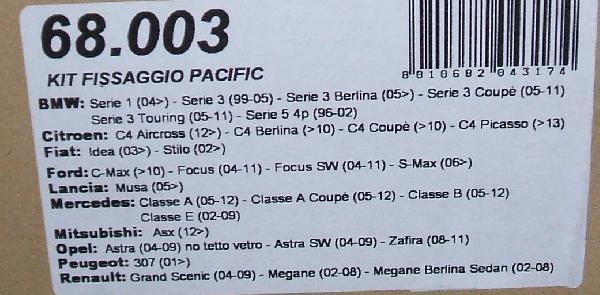 68.003
8 010682 043174
KIT FISSAGGIO PACIFIC
BMW: Serie 1 (04>) - Serie 3 (99-05) - Serie 3 Berlina (05>) - Serie 3 Coupè (05-11)
Serie 3 Touring (05-11) - Serie 5 4p (96-02)
Citroen: C4 Aircross (12>) - C4 Berlina (>10) - C4 Coupè (>10) - C4 Picasso (>13)
Fiat: Idea (03>) - Stilo (02>)
Ford: C-Max (>10) - Focus (04-11) - Focus SW (04-11) - S-Max (06>)
Lancia: Musa (05>)
Mercedes: Classe A (05-12) - Classe A Coupè (05-12) - Classe B (05-12)
Classe E (02-09)
Mitsubishi: Asx (12>)
Opel: Astra (04-09) no tetto vetro - Astra SW (04-09) - Zafira (08-11)
Peugeot: 307 (01>)
Renault: Grand Scenic (04-09) - Megane (02-08) - Megane Berlina Sedan (02-08)